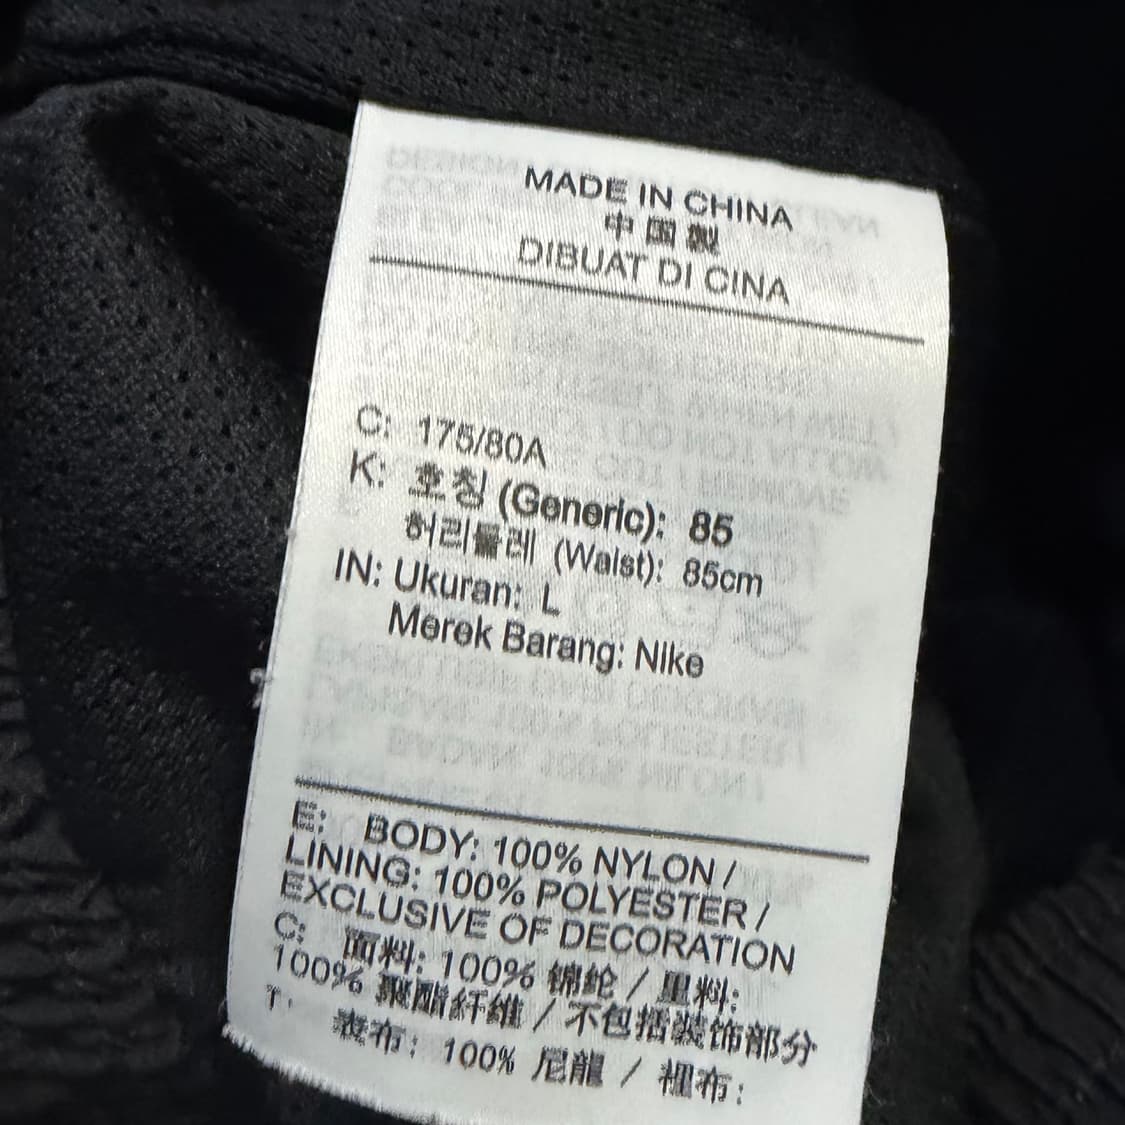 MADE IN CHINA
中国製
DIBUAT DI CINA
C: 175/80A
K: 호칭 (Generic): 85
허리둘레 (Waist): 85cm
IN: Ukuran: L
Merek Barang: Nike
E: BODY: 100% NYLON /
LINING: 100% POLYESTER /
EXCLUSIVE OF DECORATION
C: 面料: 100% 锦纶 / 里料:
100% 聚酯纤维 / 不包括装饰部分
T: 表布: 100% 尼龍 / 裡布: